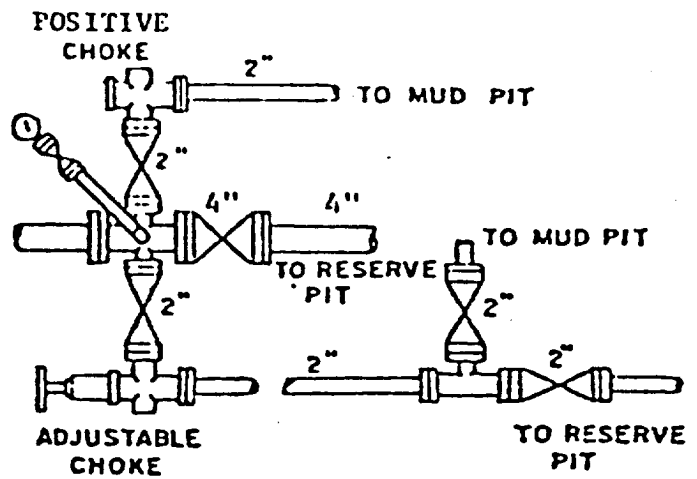 POSITIVE
CHOKE
2"
TO MUD PIT
2"
4"
4"
TO MUD PIT
TO RESERVE
PIT
2"
2"
2"
2"
ADJUSTABLE
CHOKE
TO RESERVE
PIT